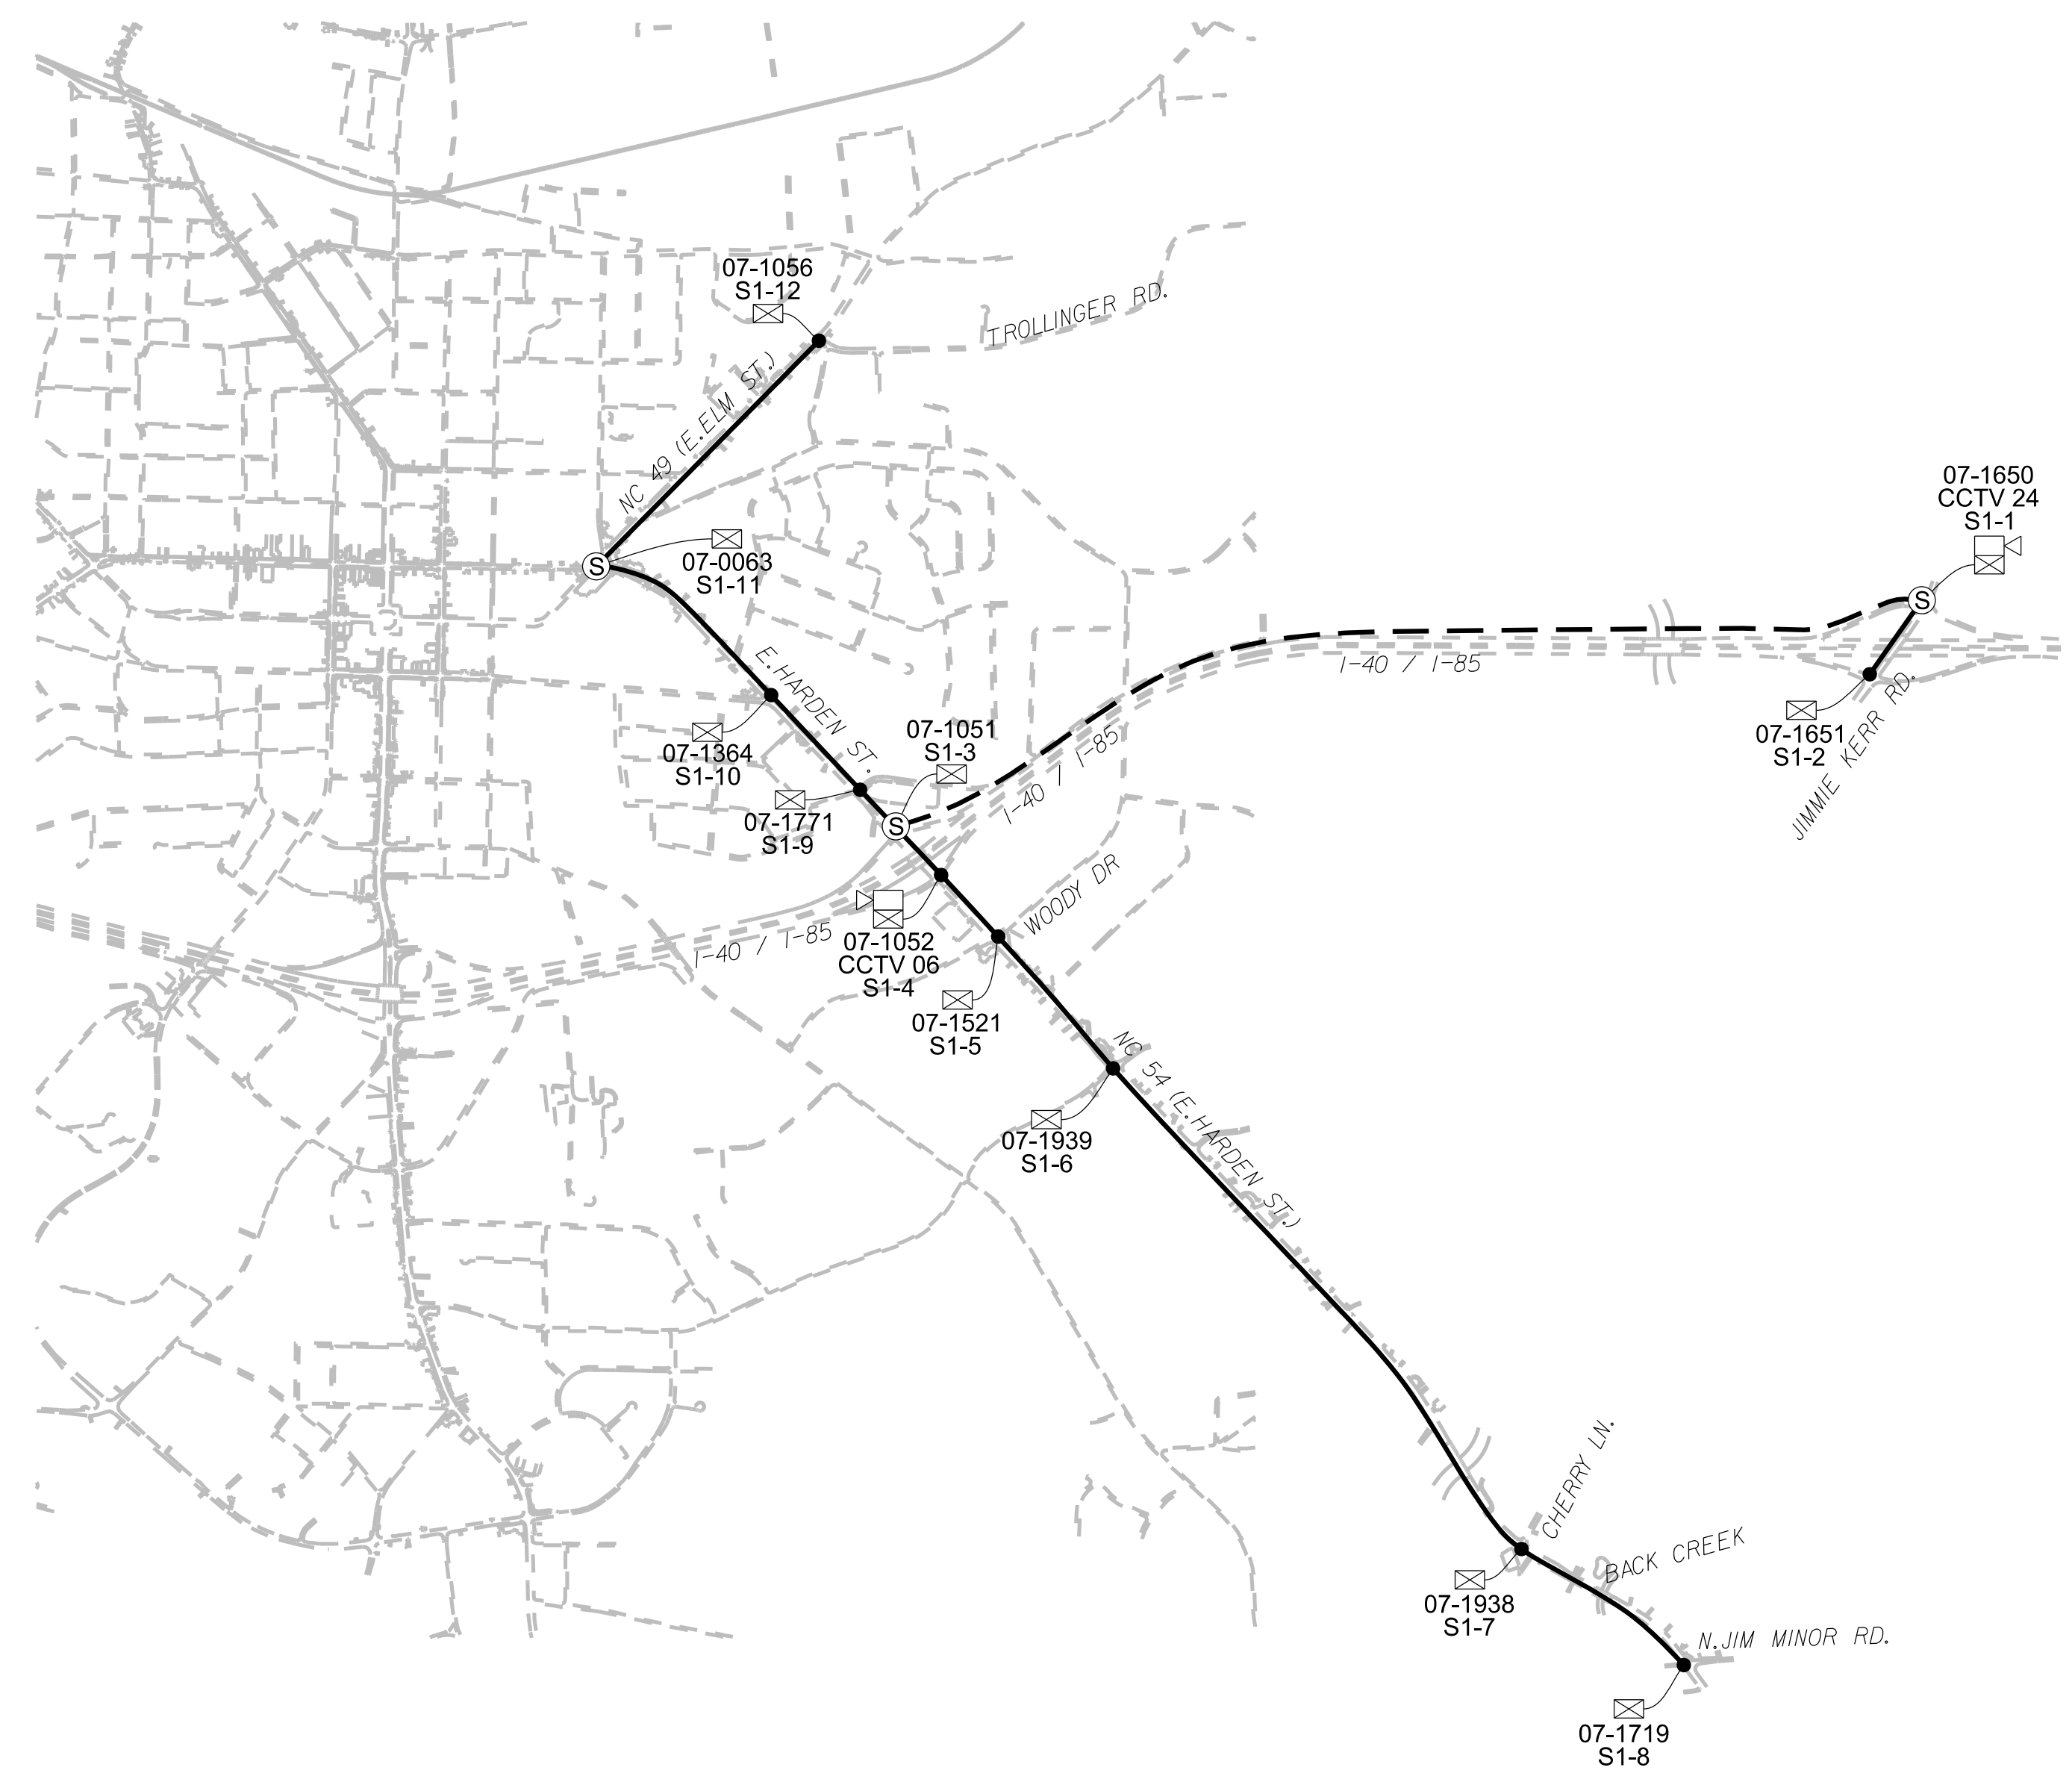 07-1056
S1-12
TROLLINGER RD.
NC 49 (E.ELM ST.)
07-1650
CCTV 24
S1-1
S
07-0063
S1-11
S
I-40 / I-85
E.HARDEN ST.
07-1651
S1-2
JIMMIE KERR RD.
07-1364
S1-10
07-1051
S1-3
I-40 / I-85
07-1771
S1-9
S
WOODY DR
I-40 / I-85
07-1052
CCTV 06
S1-4
07-1521
S1-5
NC 54 (E.HARDEN ST.)
07-1939
S1-6
CHERRY LN.
BACK CREEK
07-1938
S1-7
N.JIM MINOR RD.
07-1719
S1-8